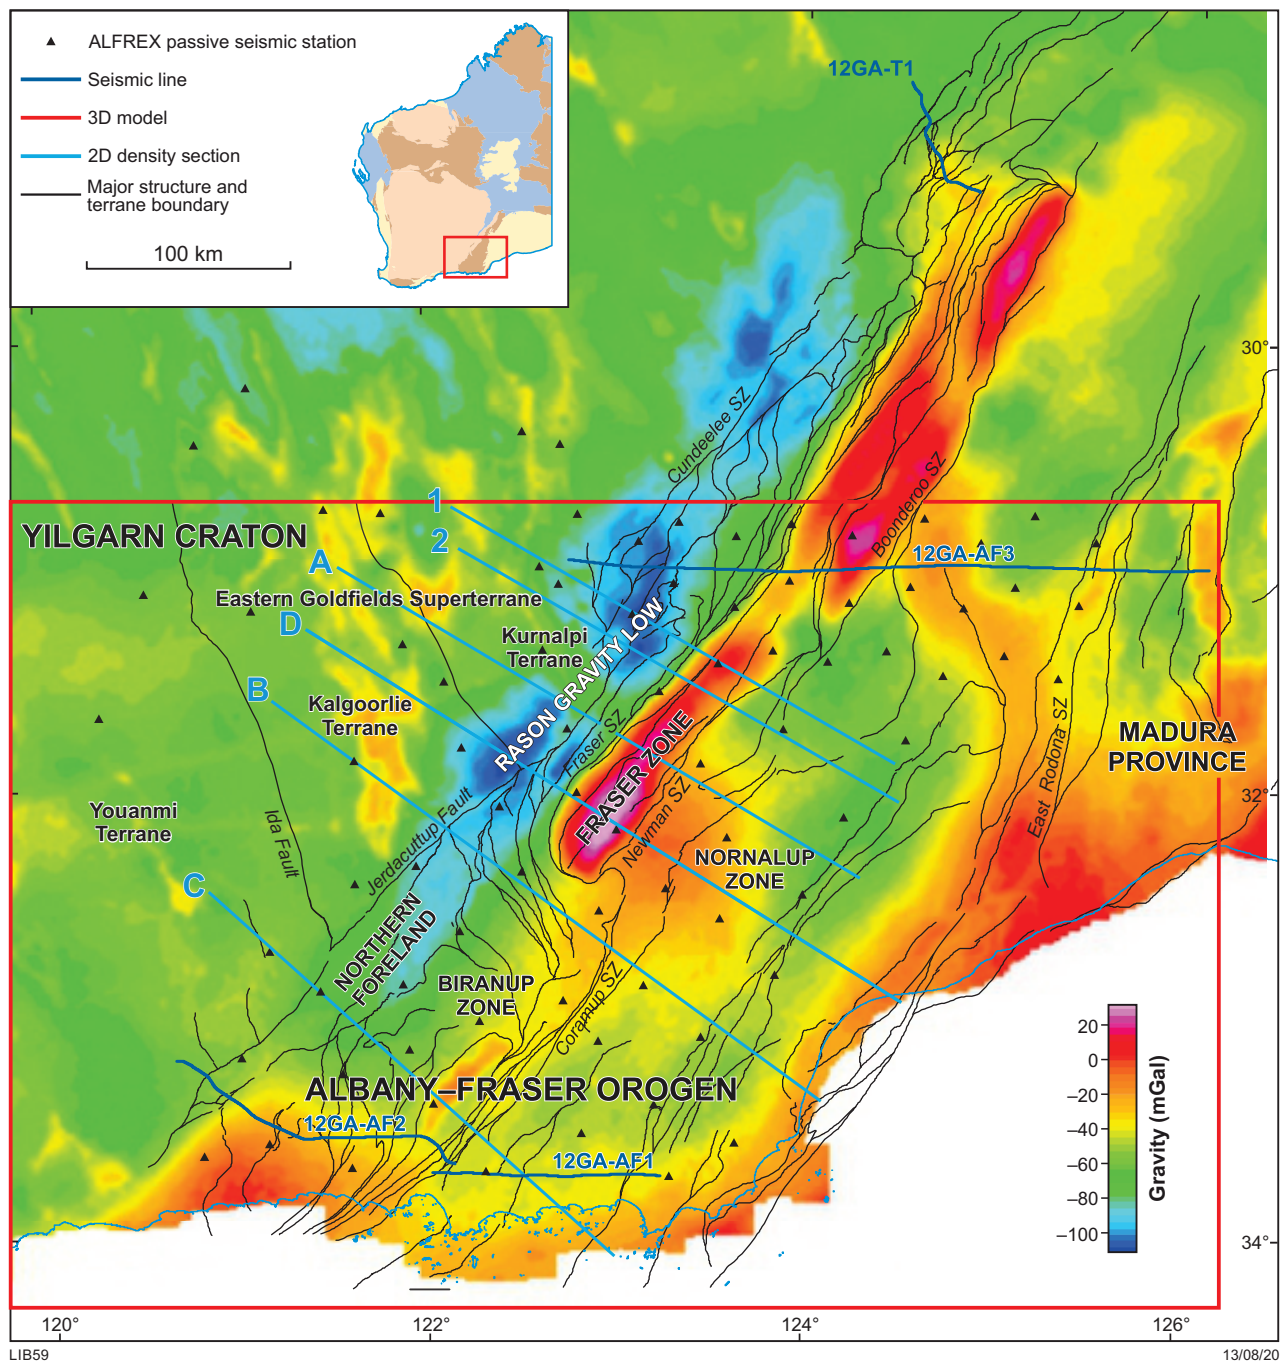 ALFREX passive seismic station
Seismic line
3D model
2D density section
Major structure and
terrane boundary
100 km
12GA-T1
30°
Cundeelee SZ
Boonderoo SZ
1
2
YILGARN CRATON
A
12GA-AF3
Eastern Goldfields Superterrane
D
Kurnalpi
Terrane
RASON GRAVITY LOW
B
Kalgoorlie
Terrane
Fraser SZ
FRASER ZONE
East Rodona SZ
MADURA
PROVINCE
32°
Youanmi
Terrane
Ida Fault
Jerdacuttup Fault
Newman SZ
NORNALUP
ZONE
C
NORTHERN
FORELAND
BIRANUP
ZONE
Coramup SZ
ALBANY–FRASER OROGEN
12GA-AF2
12GA-AF1
20
0
–20
–40
–60
–80
–100
Gravity (mGal)
34°
120°
122°
124°
126°
LIB59
13/08/20